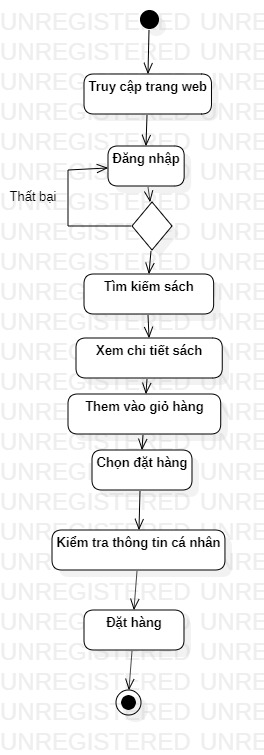 Truy cập trang web
Đăng nhập
Thất bại
Tìm kiếm sách
Xem chi tiết sách
Them vào giỏ hàng
Chọn đặt hàng
Kiểm tra thông tin cá nhân
Đặt hàng
UNREGISTERED